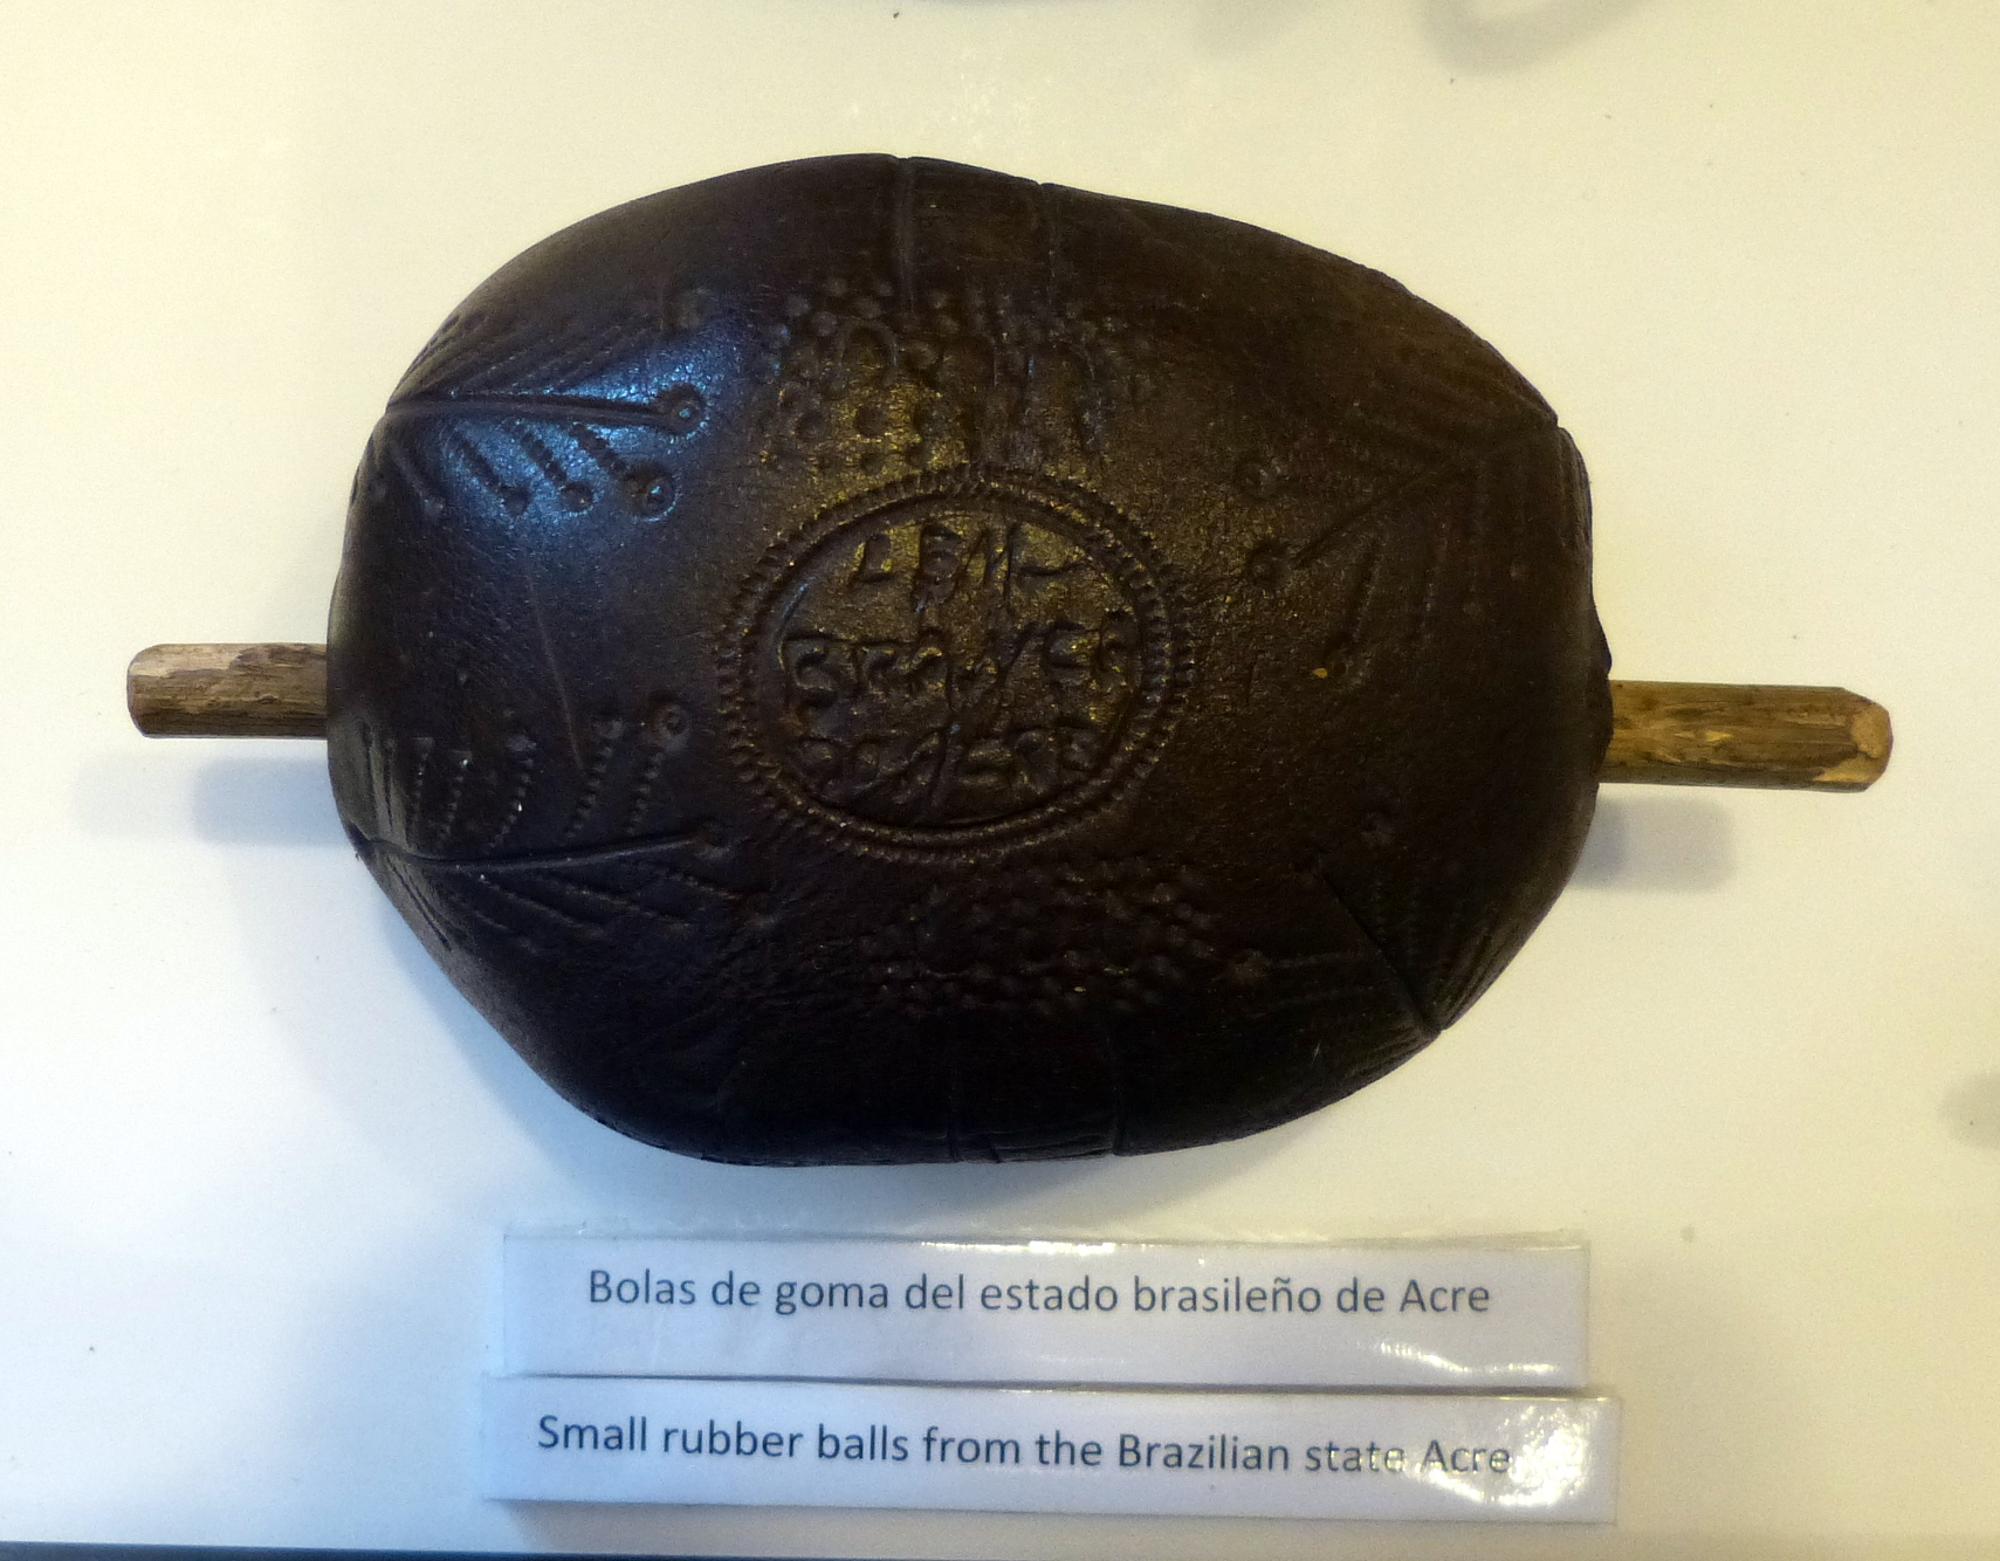 Bolas de goma del estado brasileño de Acre
Small rubber balls from the Brazilian state Acre